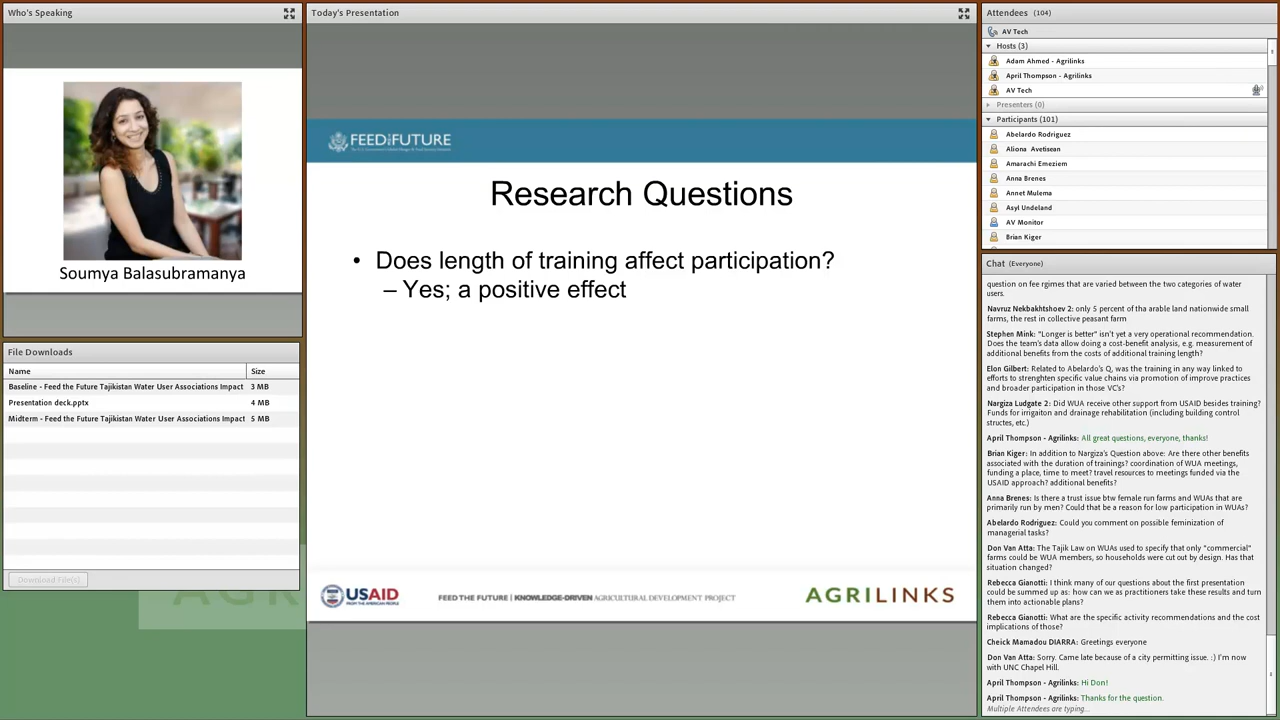 Who's Speaking
Soumya Balasubramanya
File Downloads
Name Size
Baseline - Feed the Future Tajikistan Water User Associations Impact 3 MB
Presentation deck.pptx 4 MB
Midterm - Feed the Future Tajikistan Water User Associations Impact 5 MB
Download File(s)
Today's Presentation
FEED THE FUTURE
Research Questions
• Does length of training affect participation?
– Yes; a positive effect
USAID
FROM THE AMERICAN PEOPLE
FEED THE FUTURE | KNOWLEDGE-DRIVEN AGRICULTURAL DEVELOPMENT PROJECT
AGRILINKS
Attendees (104)
AV Tech
Hosts (3)
Adam Ahmed - Agrilinks
April Thompson - Agrilinks
AV Tech
Presenters (0)
Participants (101)
Abelardo Rodriguez
Aliona Avetisean
Amarachi Emeziem
Anna Brenes
Annet Mulema
Asyl Undeland
AV Monitor
Brian Kiger
Chat (Everyone)
question on fee rgimes that are varied between the two categories of water
users.
Navruz Nekbakhtshoev 2: only 5 percent of tha arable land nationwide small
farms, the rest in collective peasant farm
Stephen Mink: "Longer is better" isn't yet a very operational recommendation.
Does the team's data allow doing a cost-benefit analysis, e.g. measurement of
additional benefits from the costs of additional training length?
Elon Gilbert: Related to Abelardo's Q, was the training in any way linked to
efforts to strenghten specific value chains via promotion of improve practices
and broader participation in those VC's?
Nargiza Ludgate 2: Did WUA receive other support from USAID besides training?
Funds for irrigaiton and drainage rehabilitation (including building control
structes, etc.)
April Thompson - Agrilinks: All great questions, everyone, thanks!
Brian Kiger: In addition to Nargiza's Question above: Are there other benefits
associated with the duration of trainings? coordination of WUA meetings,
funding a place, time to meet? travel resources to meetings funded via the
USAID approach? additional benefits?
Anna Brenes: Is there a trust issue btw female run farms and WUAs that are
primarily run by men? Could that be a reason for low participation in WUAs?
Abelardo Rodriguez: Could you comment on possible feminization of
managerial tasks?
Don Van Atta: The Tajik Law on WUAs used to specify that only "commercial"
farms could be WUA members, so households were cut out by design. Has that
situation changed?
Rebecca Gianotti: I think many of our questions about the first presentation
could be summed up as: how can we as practitioners take these results and turn
them into actionable plans?
Rebecca Gianotti: What are the specific activity recommendations and the cost
implications of those?
Cheick Mamadou DIARRA: Greetings everyone
Don Van Atta: Sorry. Came late because of a city permitting issue. :) I'm now
with UNC Chapel Hill.
April Thompson - Agrilinks: Hi Don!
April Thompson - Agrilinks: Thanks for the question.
Multiple Attendees are typing...